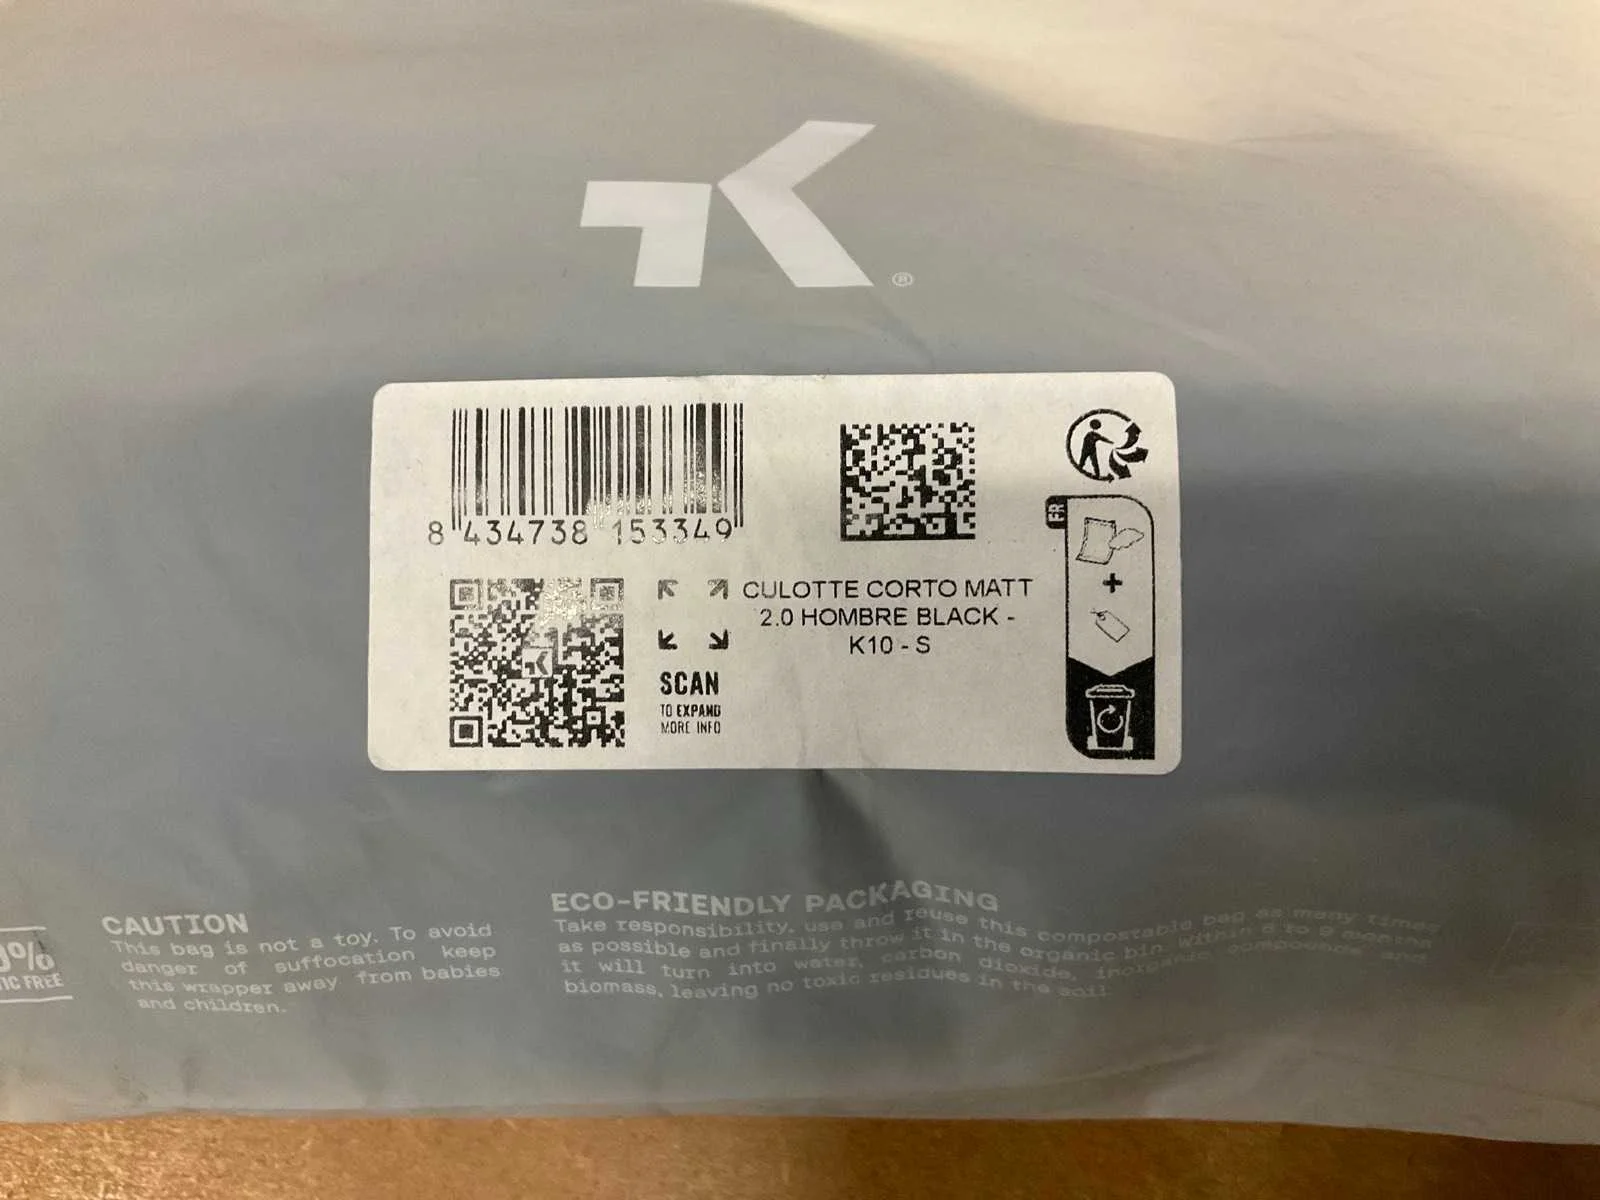 ®
8 434738 153349
FR
CULOTTE CORTO MATT
2.0 HOMBRE BLACK -
K10 - S
SCAN
TO EXPAND
MORE INFO
0%
TIC FREE
CAUTION
This bag is not a toy. To avoid
danger of suffocation keep
this wrapper away from babies
and children.
ECO-FRIENDLY PACKAGING
Take responsibility, use and reuse this compostable bag as many times
as possible and finally throw it in the organic bin. Within 6 to 9 months
it will turn into water, carbon dioxide, inorganic compounds and
biomass, leaving no toxic residues in the soil.